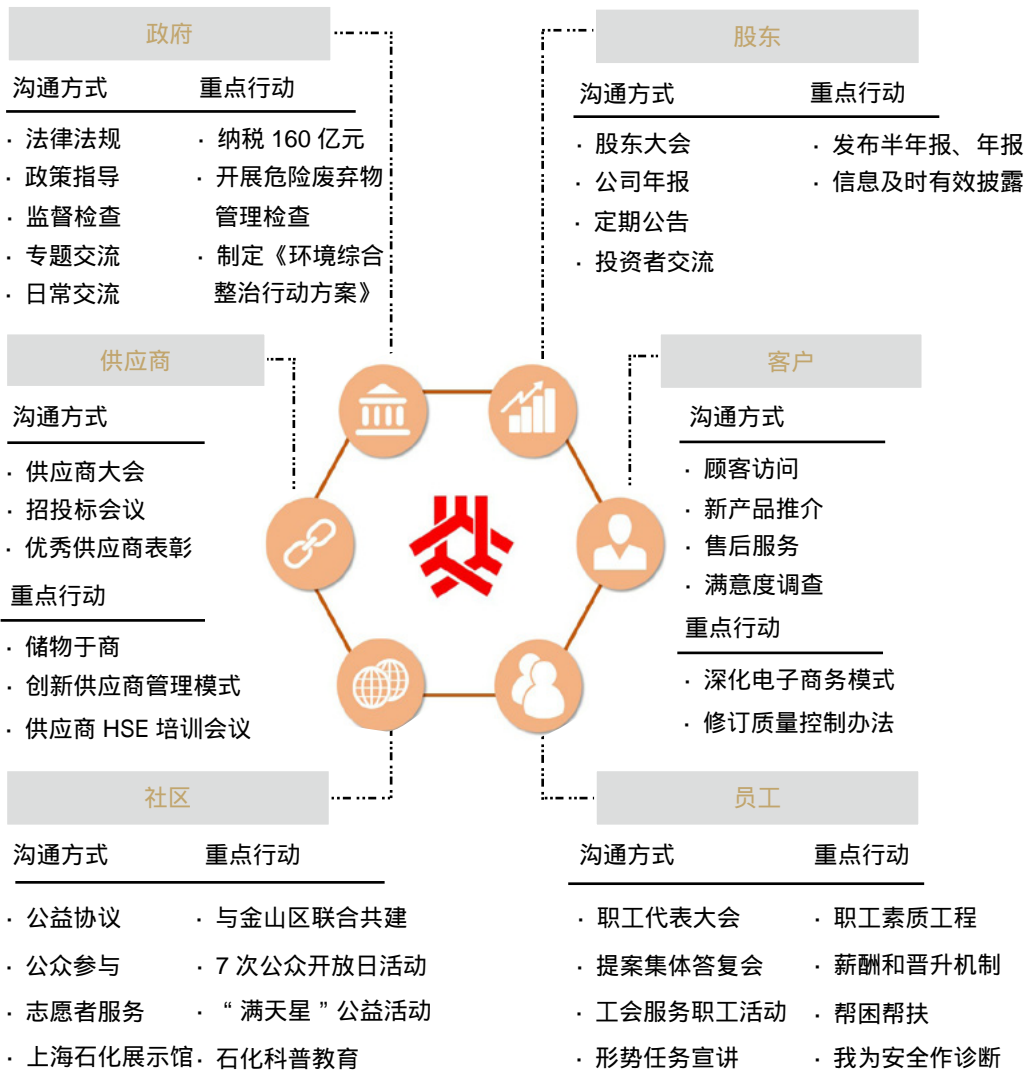 政府
沟通方式
· 法律法规
· 政策指导
· 监督检查
· 专题交流
· 日常交流
重点行动
· 纳税 160 亿元
· 开展危险废弃物
管理检查
· 制定《环境综合
整治行动方案》
股东
沟通方式
· 股东大会
· 公司年报
· 定期公告
· 投资者交流
重点行动
· 发布半年报、年报
· 信息及时有效披露
供应商
沟通方式
· 供应商大会
· 招投标会议
· 优秀供应商表彰
重点行动
· 储物于商
· 创新供应商管理模式
· 供应商 HSE 培训会议
客户
沟通方式
· 顾客访问
· 新产品推介
· 售后服务
· 满意度调查
重点行动
· 深化电子商务模式
· 修订质量控制办法
社区
沟通方式
· 公益协议
· 公众参与
· 志愿者服务
· 上海石化展示馆
重点行动
· 与金山区联合共建
· 7 次公众开放日活动
· “满天星”公益活动
· 石化科普教育
员工
沟通方式
· 职工代表大会
· 提案集体答复会
· 工会服务职工活动
· 形势任务宣讲
重点行动
· 职工素质工程
· 薪酬和晋升机制
· 帮困帮扶
· 我为安全作诊断